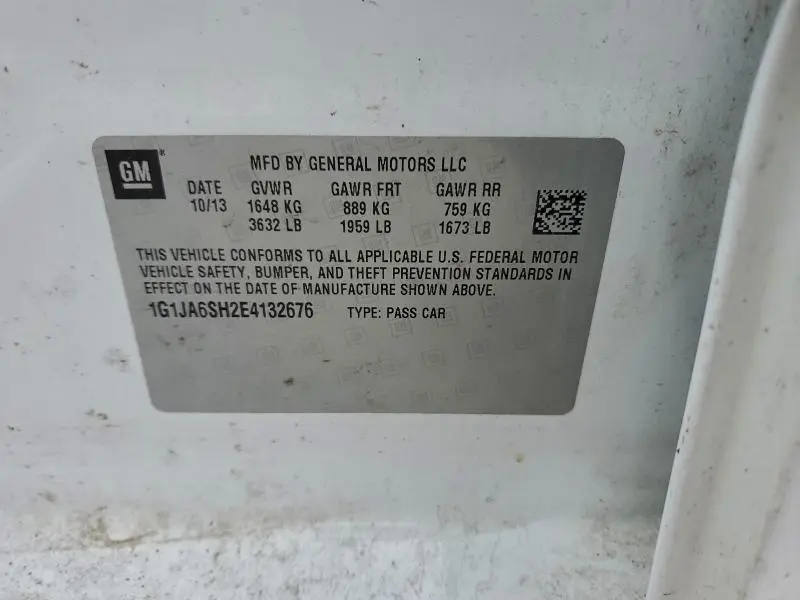 GM
MFD BY GENERAL MOTORS LLC
DATE GVWR GAWR FRT GAWR RR
10/13 1648 KG 889 KG 759 KG
3632 LB 1959 LB 1673 LB
THIS VEHICLE CONFORMS TO ALL APPLICABLE U.S. FEDERAL MOTOR
VEHICLE SAFETY, BUMPER, AND THEFT PREVENTION STANDARDS IN
EFFECT ON THE DATE OF MANUFACTURE SHOWN ABOVE.
1G1JA6SH2E4132676 TYPE: PASS CAR